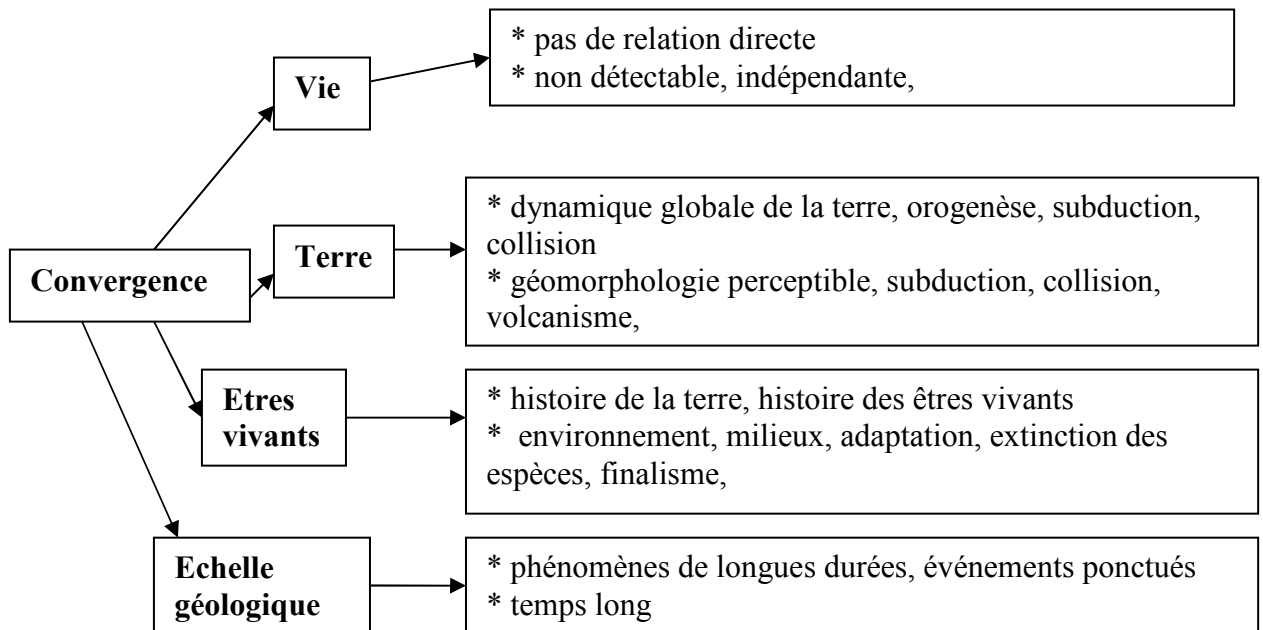 * pas de relation directe
* non détectable, indépendante,
Vie
* dynamique globale de la terre, orogenèse, subduction,
collision
* géomorphologie perceptible, subduction, collision,
volcanisme,
Terre
Convergence
Etres
vivants
* histoire de la terre, histoire des êtres vivants
* environnement, milieux, adaptation, extinction des
espèces, finalisme,
Echelle
géologique
* phénomènes de longues durées, événements ponctués
* temps long